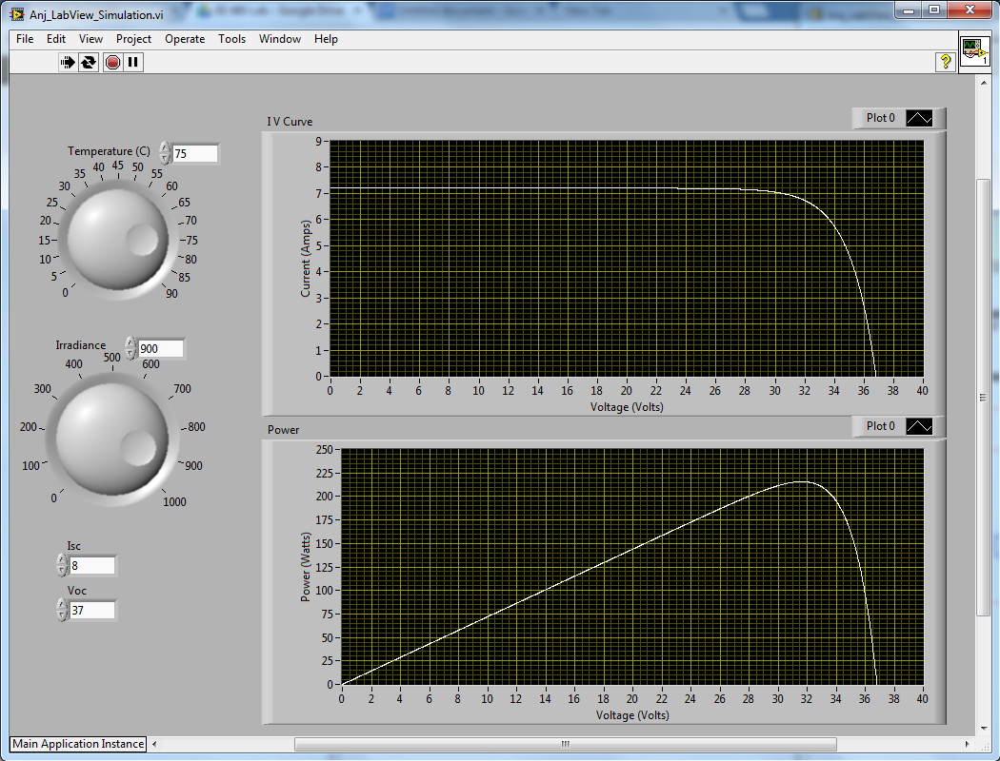 Anj_LabView_Simulation.vi
File Edit View Project Operate Tools Window Help
?
1
Temperature (C) 75
0 5 10 15 20 25 30 35 40 45 50 55 60 65 70 75 80 85 90
Irradiance 900
0 100 200 300 400 500 600 700 800 900 1000
Isc
8
Voc
37
I V Curve
Plot 0
Current (Amps)
9
8
7
6
5
4
3
2
1
0
0 2 4 6 8 10 12 14 16 18 20 22 24 26 28 30 32 34 36 38 40
Voltage (Volts)
Power
Plot 0
Power (Watts)
250
225
200
175
150
125
100
75
50
25
0
0 2 4 6 8 10 12 14 16 18 20 22 24 26 28 30 32 34 36 38 40
Voltage (Volts)
Main Application Instance